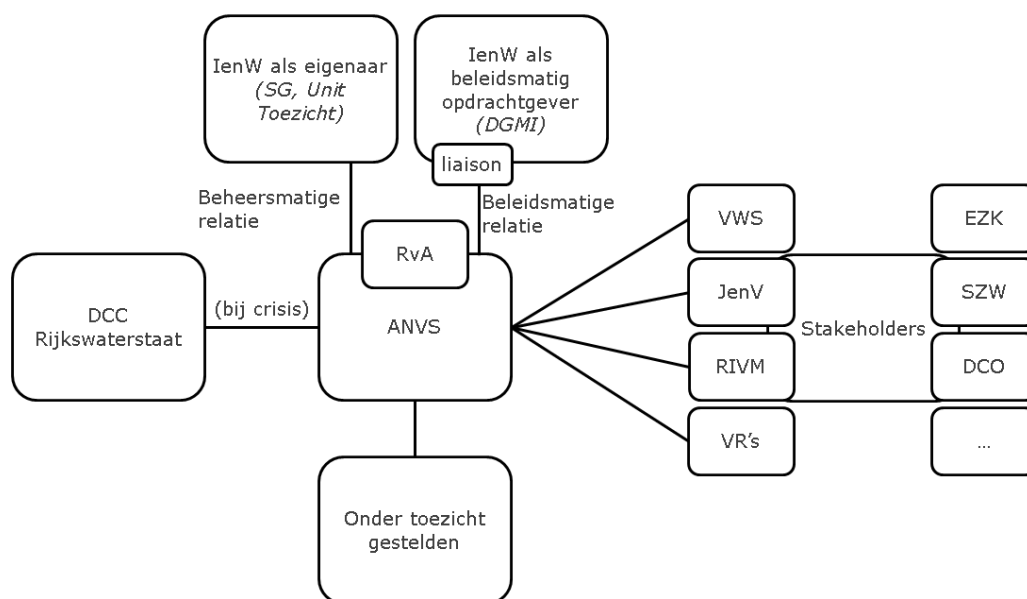 IenW als eigenaar
(SG, Unit
Toezicht)
IenW als
beleidsmatig
opdrachtgever
(DGMI)
liaison
Beheersmatige
relatie
Beleidsmatige
relatie
RvA
ANVS
DCC
Rijkswaterstaat
(bij crisis)
VWS
JenV
RIVM
VR's
Stakeholders
EZK
SZW
DCO
...
Onder toezicht
gestelden